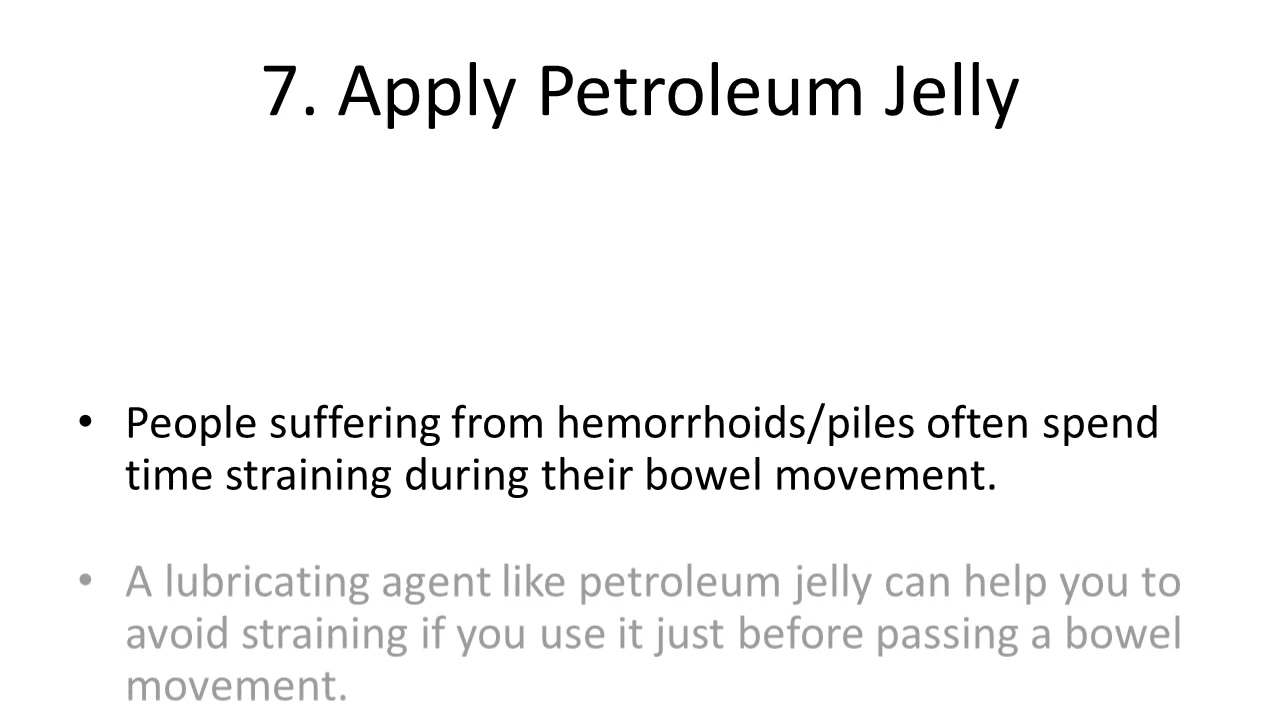 7. Apply Petroleum Jelly
• People suffering from hemorrhoids/piles often spend
time straining during their bowel movement.
• A lubricating agent like petroleum jelly can help you to
avoid straining if you use it just before passing a bowel
movement.